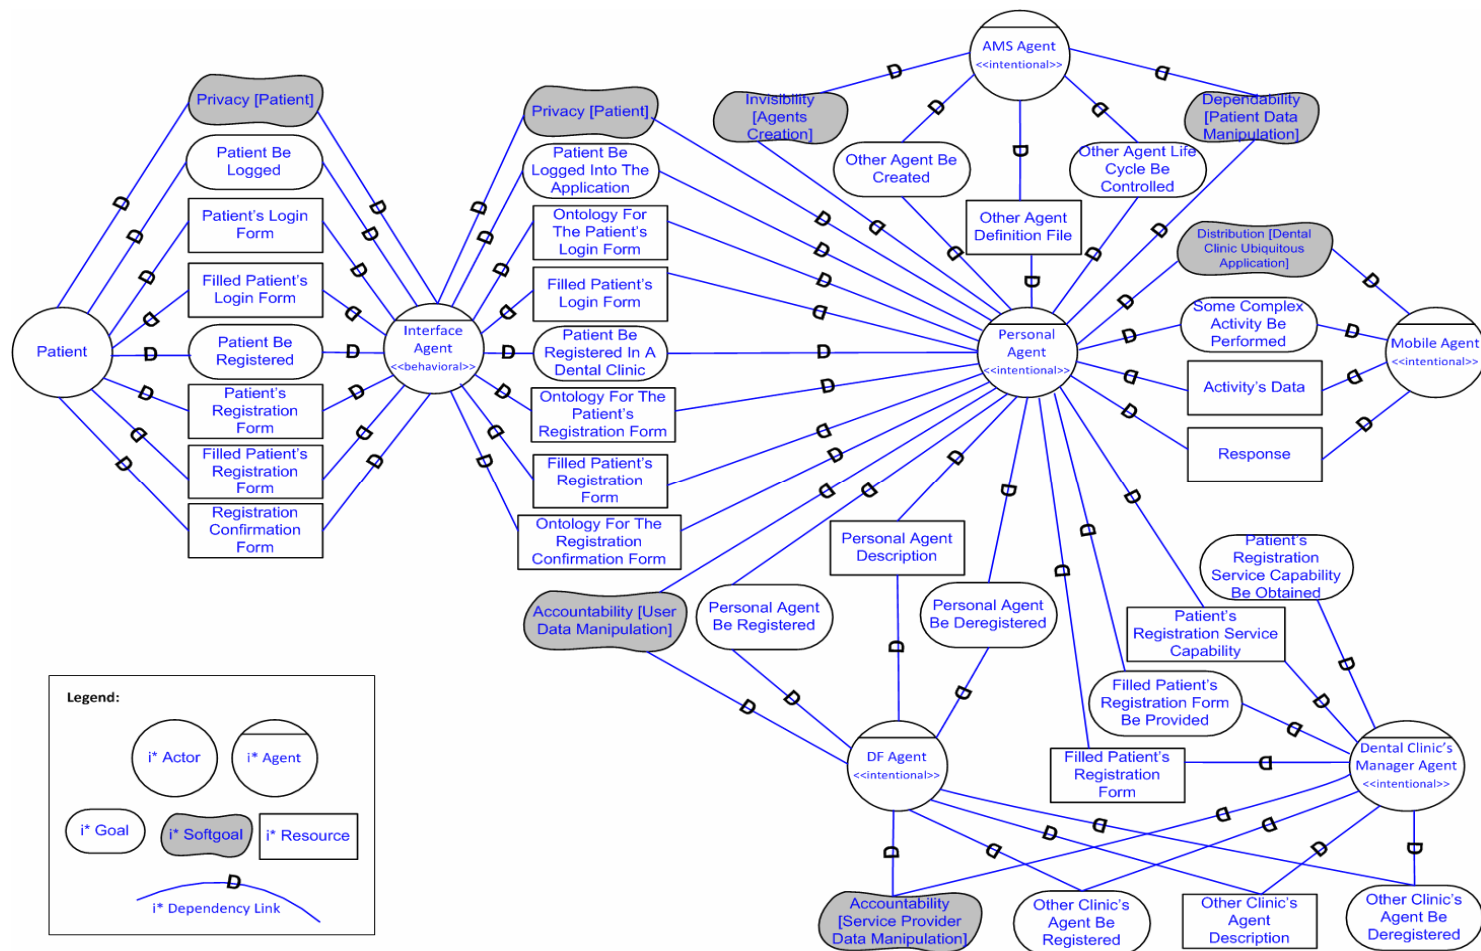 AMS Agent
<<intentional>>
Privacy [Patient]
Privacy [Patient]
Invisibility
[Agents
Creation]
Dependability
[Patient Data
Manipulation]
Patient Be
Logged
Patient Be
Logged Into The
Application
Other Agent Be
Created
Other Agent Life
Cycle Be
Controlled
Patient's Login
Form
Ontology For
The Patient's
Login Form
Other Agent
Definition File
Distribution [Dental
Clinic Ubiquitous
Application]
Filled Patient's
Login Form
Filled Patient's
Login Form
Some Complex
Activity Be
Performed
Patient
Patient Be
Registered
Interface
Agent
<<behavioral>>
Patient Be
Registered In A
Dental Clinic
Personal
Agent
<<intentional>>
Mobile Agent
<<intentional>>
Patient's
Registration
Form
Ontology For The
Patient's
Registration Form
Activity's Data
Filled Patient's
Registration
Form
Filled Patient's
Registration
Form
Response
Registration
Confirmation
Form
Ontology For The
Registration
Confirmation Form
Personal Agent
Description
Patient's
Registration
Service Capability
Be Obtained
Accountability [User
Data Manipulation]
Personal Agent
Be Registered
Personal Agent
Be Deregistered
Patient's
Registration Service
Capability
Filled Patient's
Registration Form
Be Provided
DF Agent
<<intentional>>
Filled Patient's
Registration
Form
Dental Clinic's
Manager Agent
<<intentional>>
Accountability
[Service Provider
Data Manipulation]
Other Clinic's
Agent Be
Registered
Other Clinic's
Agent
Description
Other Clinic's
Agent Be
Deregistered
Legend:
i* Actor
i* Agent
i* Goal
i* Softgoal
i* Resource
D
i* Dependency Link